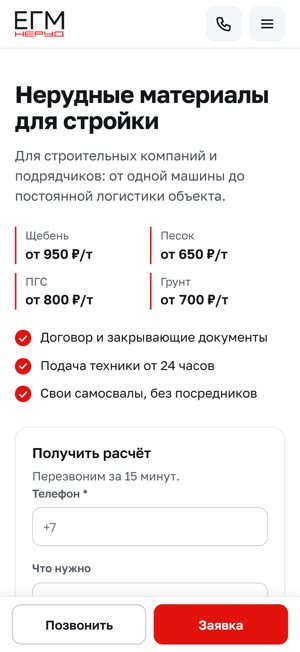 ЕГМ
НЕРУД
Нерудные материалы
для стройки
Для строительных компаний и
подрядчиков: от одной машины до
постоянной логистики объекта.
Щебень
от 950 ₽/т
Песок
от 650 ₽/т
ПГС
от 800 ₽/т
Грунт
от 700 ₽/т
Договор и закрывающие документы
Подача техники от 24 часов
Свои самосвалы, без посредников
Получить расчёт
Перезвоним за 15 минут.
Телефон *
+7
Что нужно
Позвонить
Заявка